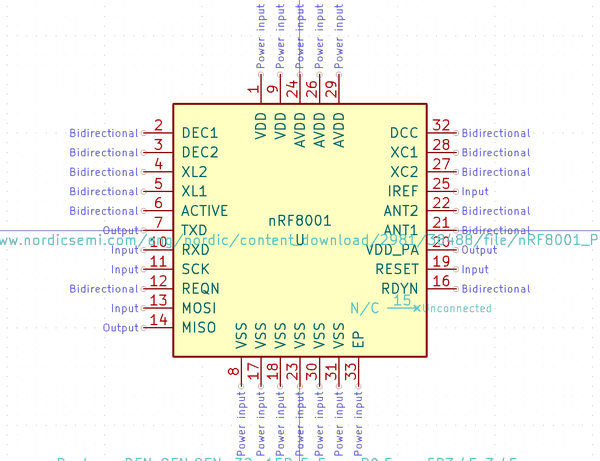 Power input Power input Power input Power input Power input
1 9 24 26 29
VDD VDD AVDD AVDD AVDD
Bidirectional 2 DEC1 DCC 32 Bidirectional
Bidirectional 3 DEC2 XC1 28 Bidirectional
Bidirectional 4 XL2 XC2 27 Bidirectional
Bidirectional 5 XL1 IREF 25 Input
Bidirectional 6 ACTIVE ANT2 22 Bidirectional
nRF8001
Output 7 TXD ANT1 21 Bidirectional
U
Input 10 RXD VDD_PA 20 Output
Input 11 SCK RESET 19 Input
Bidirectional 12 REQN RDYN 16 Bidirectional
Input 13 MOSI N/C 15 Unconnected
Output 14 MISO
VSS VSS VSS VSS VSS VSS EP
8 17 18 23 30 31 33
Power input Power input Power input Power input Power input Power input Power input